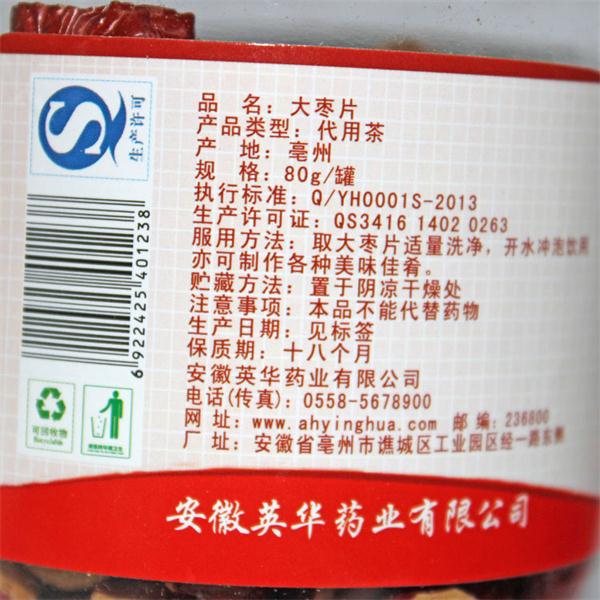 品 名: 大枣片
产品类型: 代用茶
产 地: 亳州
规 格: 80g/罐
执行标准: Q/YH0001S-2013
生产许可证: QS3416 1402 0263
服用方法: 取大枣片适量洗净，开水冲泡饮用
亦可制作各种美味佳肴。
贮藏方法: 置于阴凉干燥处
注意事项: 本品不能代替药物
生产日期: 见标签
保质期: 十八个月
安徽英华药业有限公司
电话(传真): 0558-5678900
网 址: www.ahyinghua.com 邮 编: 236800
厂 址: 安徽省亳州市谯城区工业园区经一路东侧
QS
生产许可
6922425401238
可回收物
Recyclable
安徽英华药业有限公司